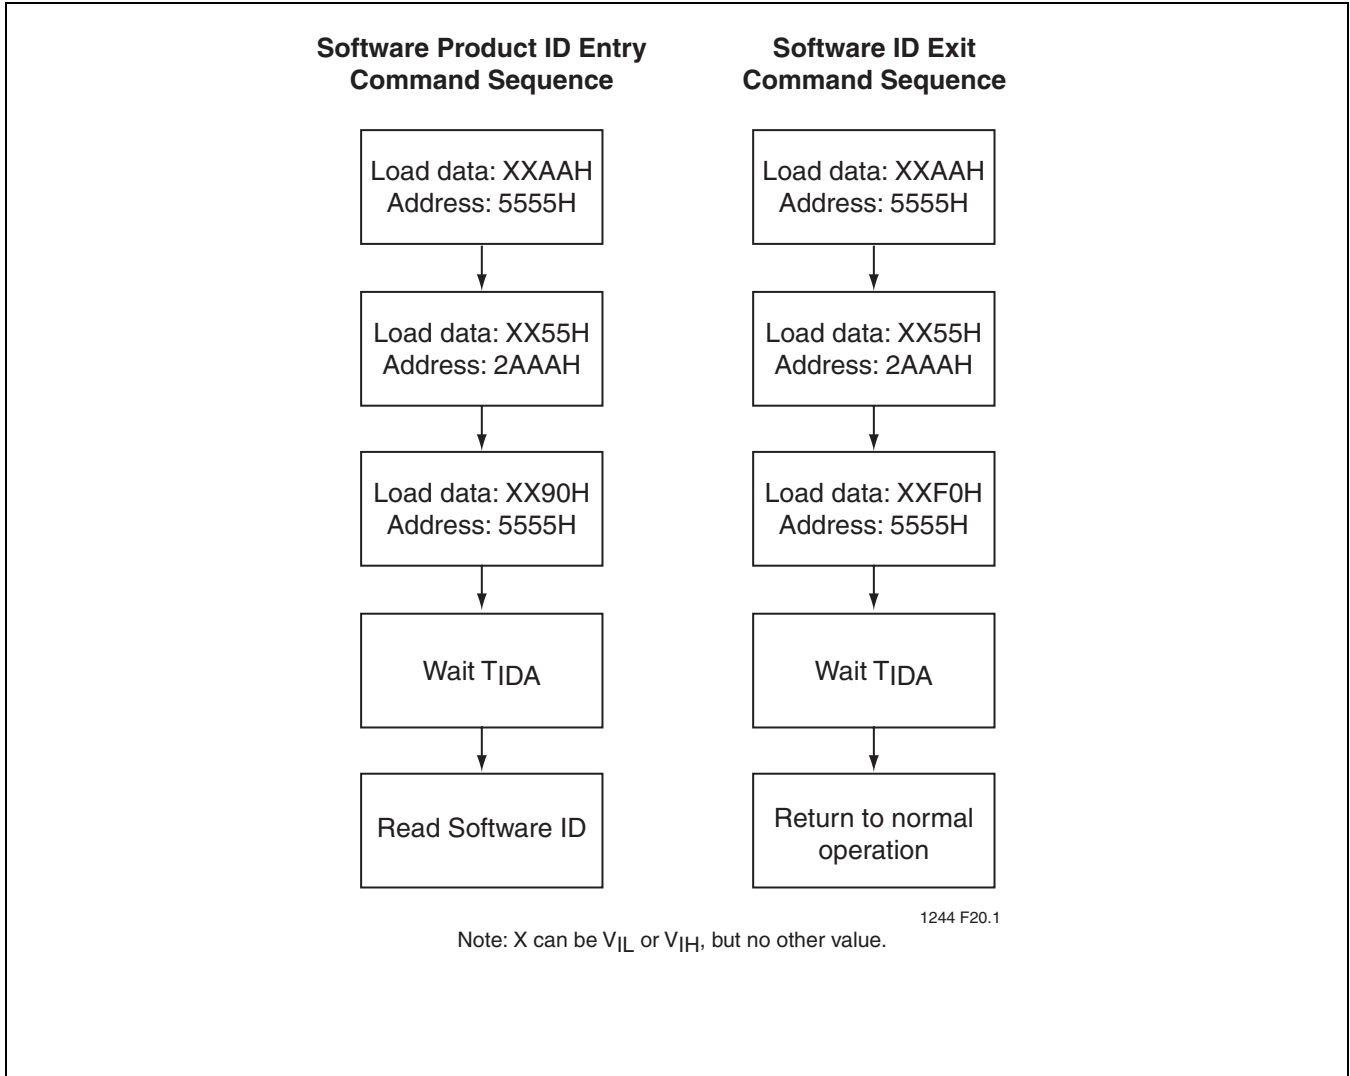 Software Product ID Entry
Command Sequence
Load data: XXAAH
Address: 5555H
Load data: XX55H
Address: 2AAAH
Load data: XX90H
Address: 5555H
Wait TIDA
Read Software ID
Software ID Exit
Command Sequence
Load data: XXAAH
Address: 5555H
Load data: XX55H
Address: 2AAAH
Load data: XXF0H
Address: 5555H
Wait TIDA
Return to normal
operation
1244 F20.1
Note: X can be VIL or VIH, but no other value.